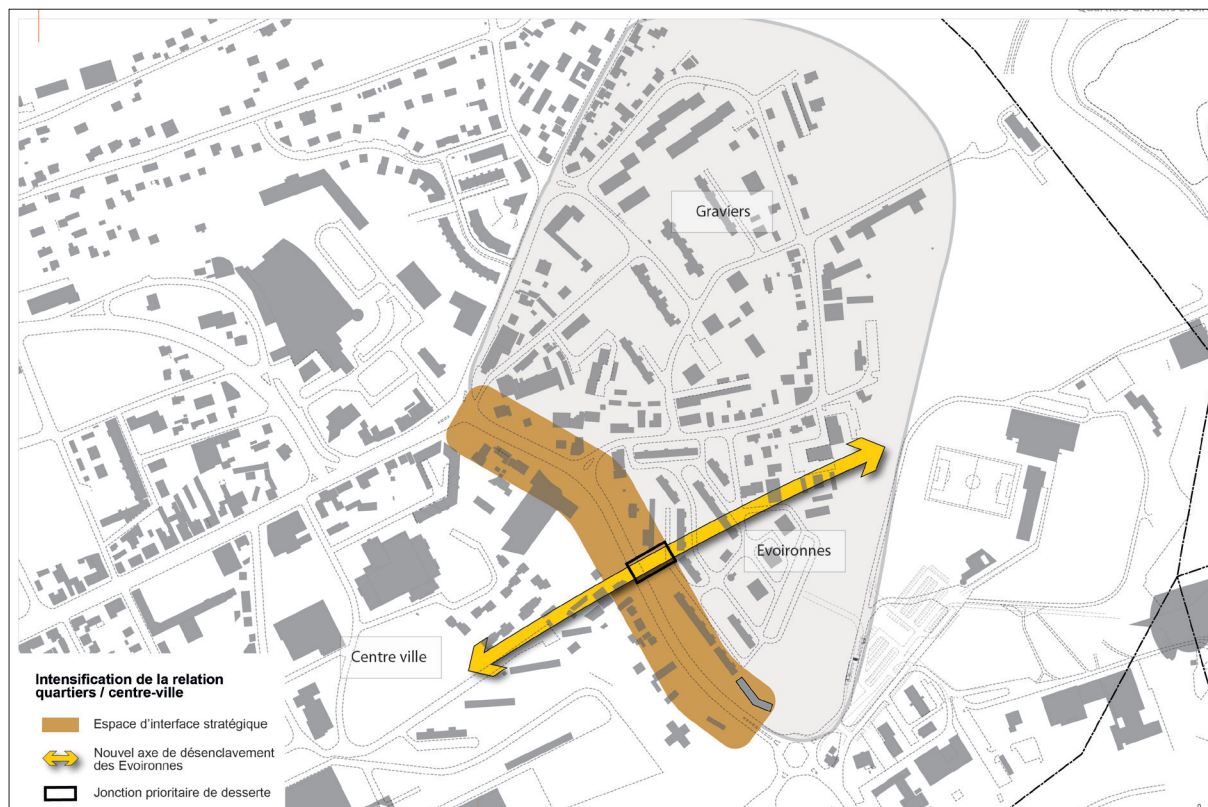 Graviers
Evoironnes
Centre ville
Intensification de la relation
quartiers / centre-ville
Espace d'interface stratégique
Nouvel axe de désenclavement
des Evoironnes
Jonction prioritaire de desserte